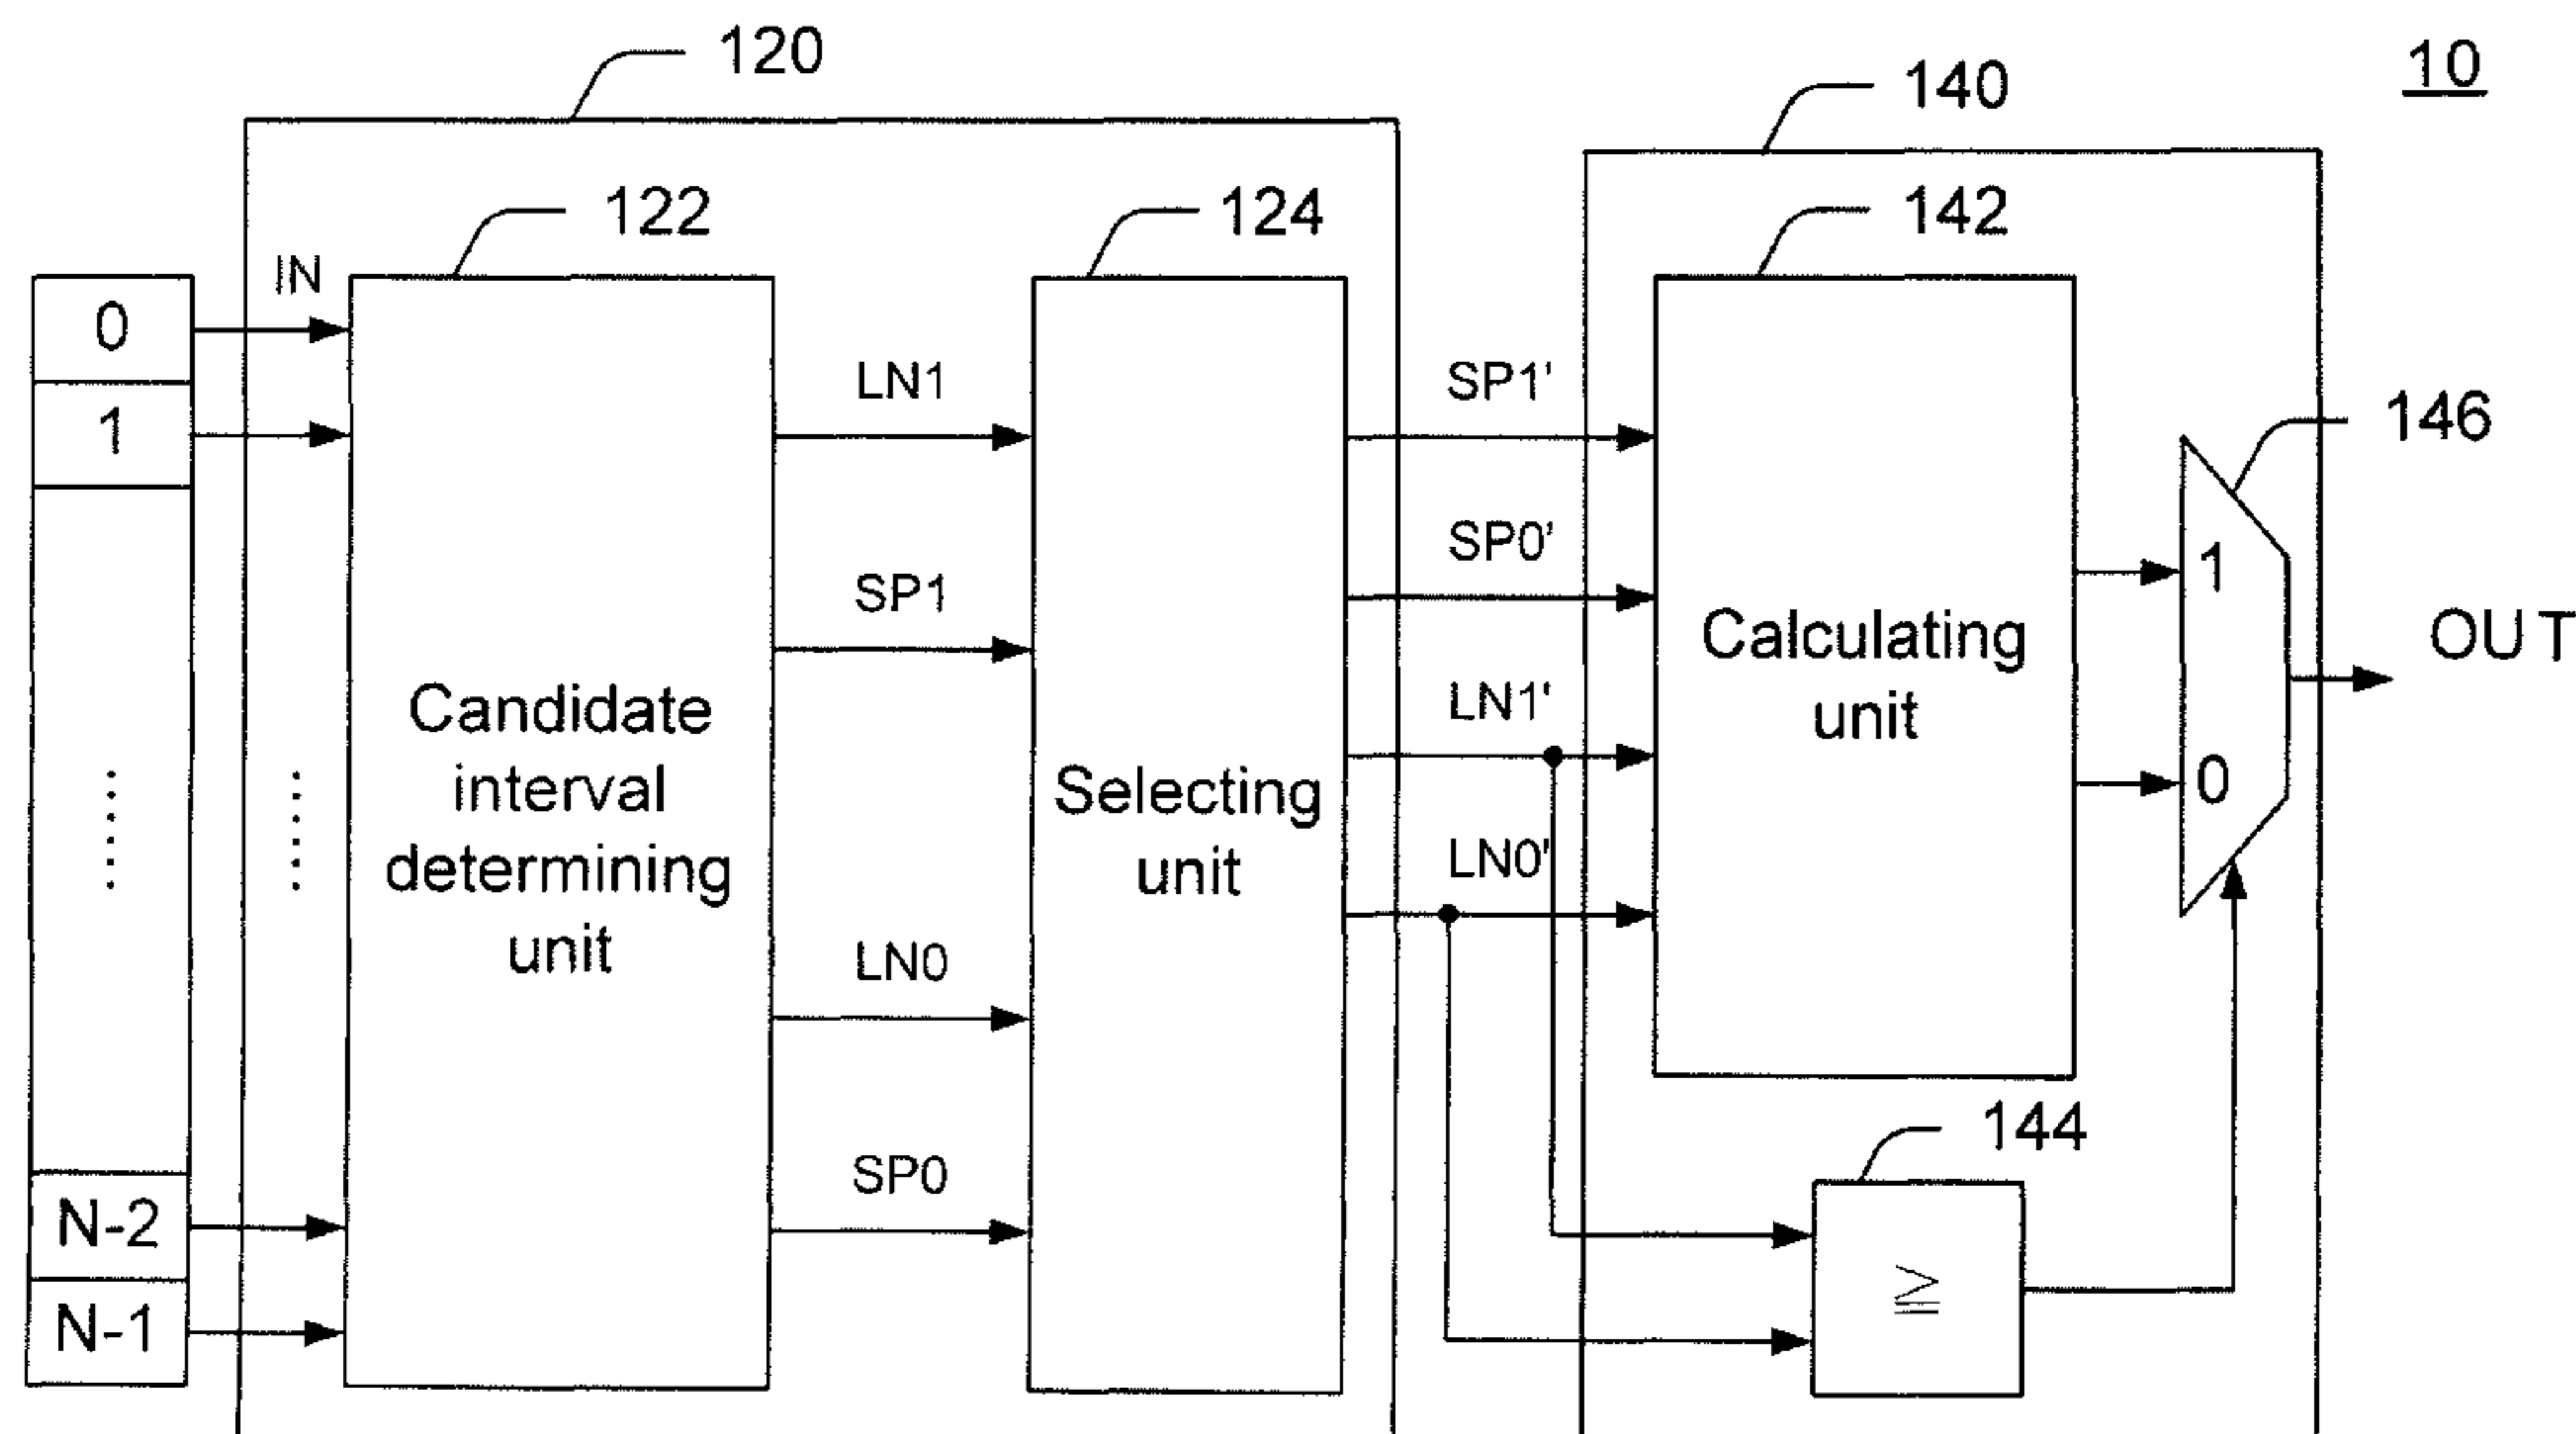 120
140
10
122
124
142
0
IN
1
LN1
SP1'
146
SP0'
1
SP1
OUT
Calculating
unit
LN1'
Candidate
interval
determining
unit
0
Selecting
unit
LN0'
LN0
144
SP0
N-2
≧
N-1